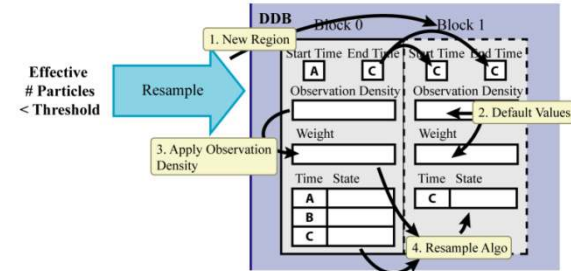 DDB
Block 0 Block 1
1. New Region
Start Time End Time Start Time End Time
A C C C
Effective
# Particles
< Threshold
Resample
Observation Density Observation Density
2. Default Values
Weight Weight
3. Apply Observation
Density
Time State Time State
A C
B
C
4. Resample Algo